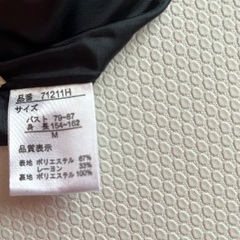 品番 71211H
サイズ
バスト 79-87
身 長 154-162
M
品質表示
表地 ポリエステル 67%
レーヨン 33%
裏地 ポリエステル 100%